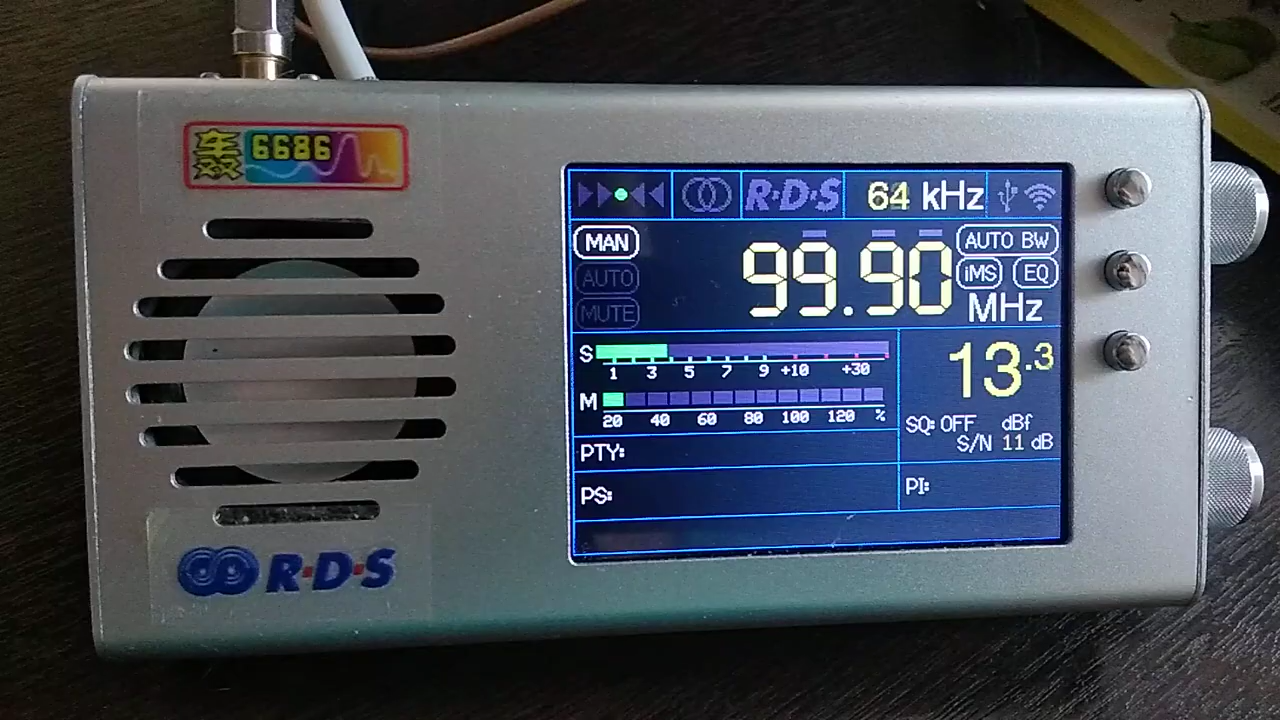 轰 6686
R·D·S
R·D·S 64 kHz
MAN 99.90 AUTO BW
AUTO iMS EQ
MUTE MHz
S 13.3
1 3 5 7 9 +10 +30
M
20 40 60 80 100 120 %
SQ: OFF dBf
S/N 11 dB
PTY:
PS: PI: